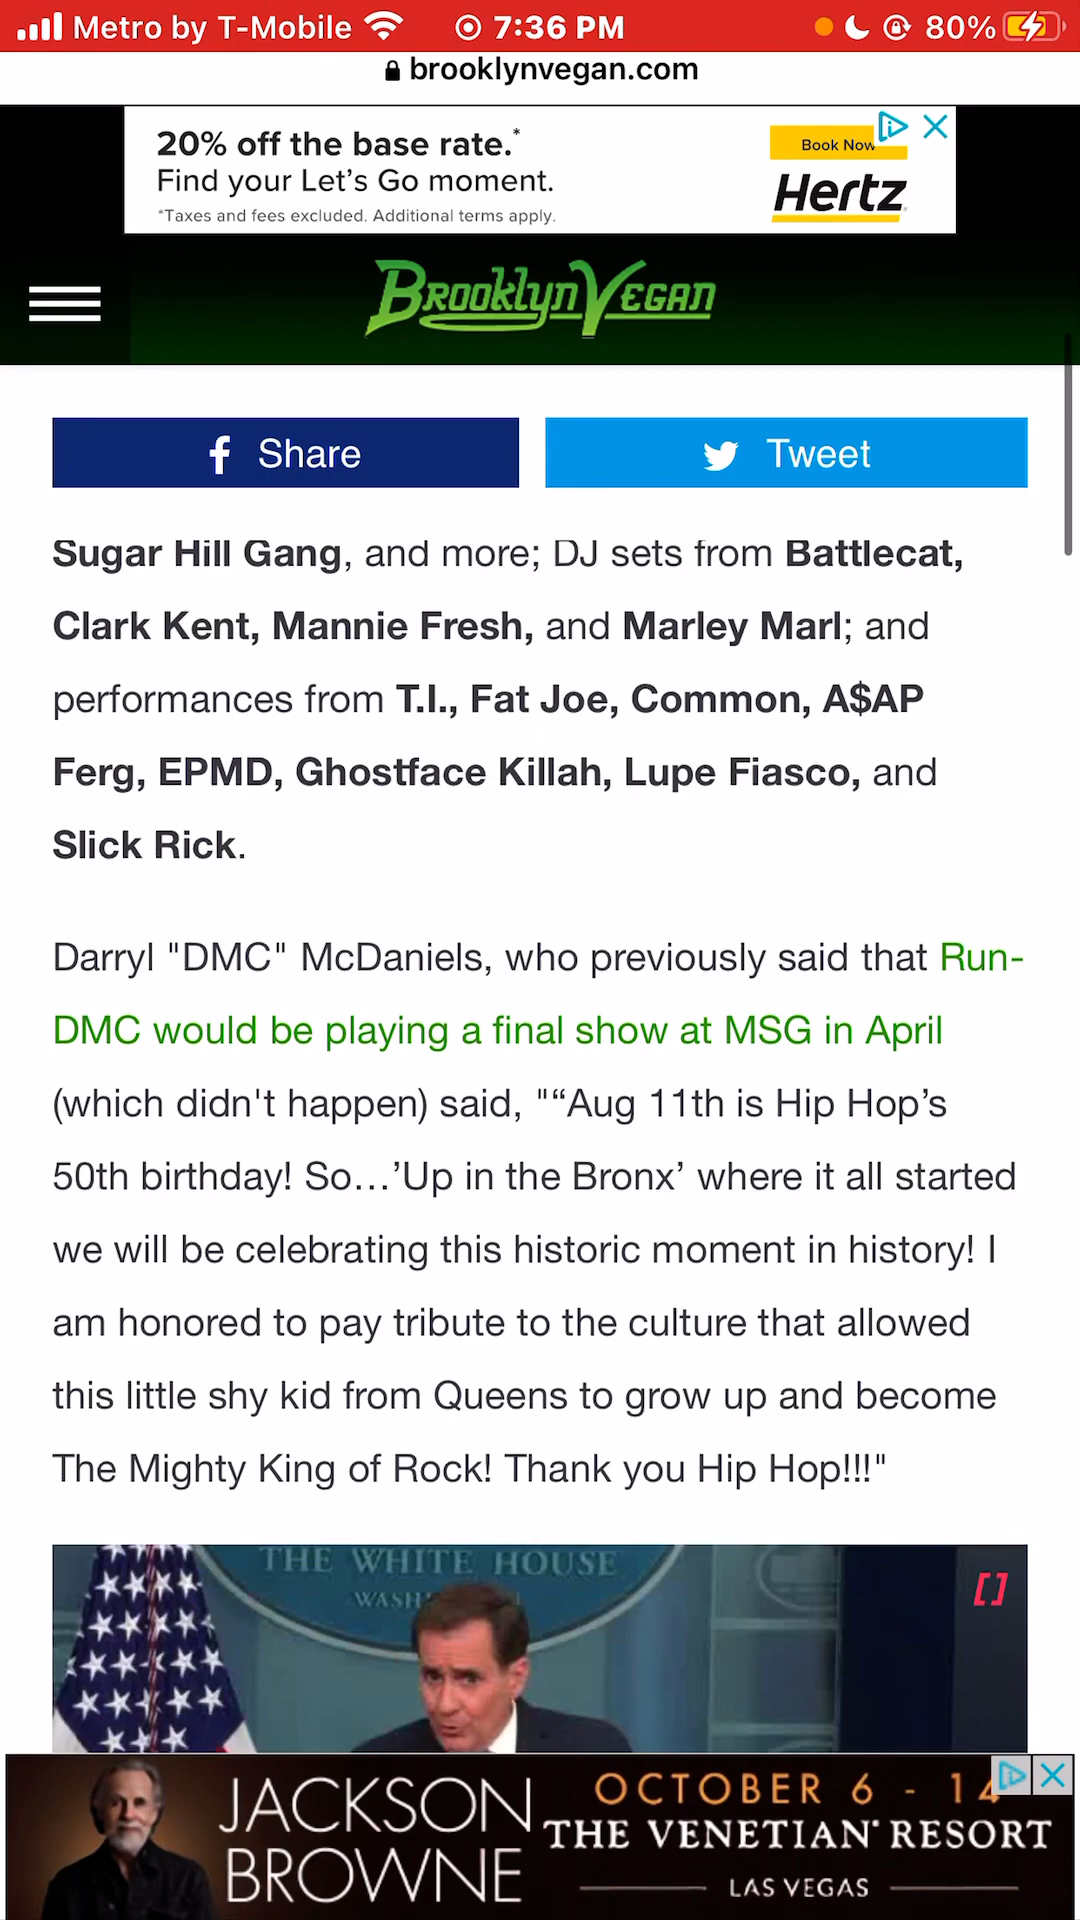 Metro by T-Mobile 7:36 PM 80%
brooklynvegan.com
20% off the base rate.*
Find your Let's Go moment.
*Taxes and fees excluded. Additional terms apply.
Book Now
Hertz
BrooklynVegan
Share
Tweet
Sugar Hill Gang, and more; DJ sets from Battlecat,
Clark Kent, Mannie Fresh, and Marley Marl; and
performances from T.I., Fat Joe, Common, A$AP
Ferg, EPMD, Ghostface Killah, Lupe Fiasco, and
Slick Rick.
Darryl "DMC" McDaniels, who previously said that Run-
DMC would be playing a final show at MSG in April
(which didn't happen) said, "“Aug 11th is Hip Hop’s
50th birthday! So…’Up in the Bronx’ where it all started
we will be celebrating this historic moment in history! I
am honored to pay tribute to the culture that allowed
this little shy kid from Queens to grow up and become
The Mighty King of Rock! Thank you Hip Hop!!!"
THE WHITE HOUSE
WASH
JACKSON
BROWNE
OCTOBER 6 - 14
THE VENETIAN RESORT
LAS VEGAS